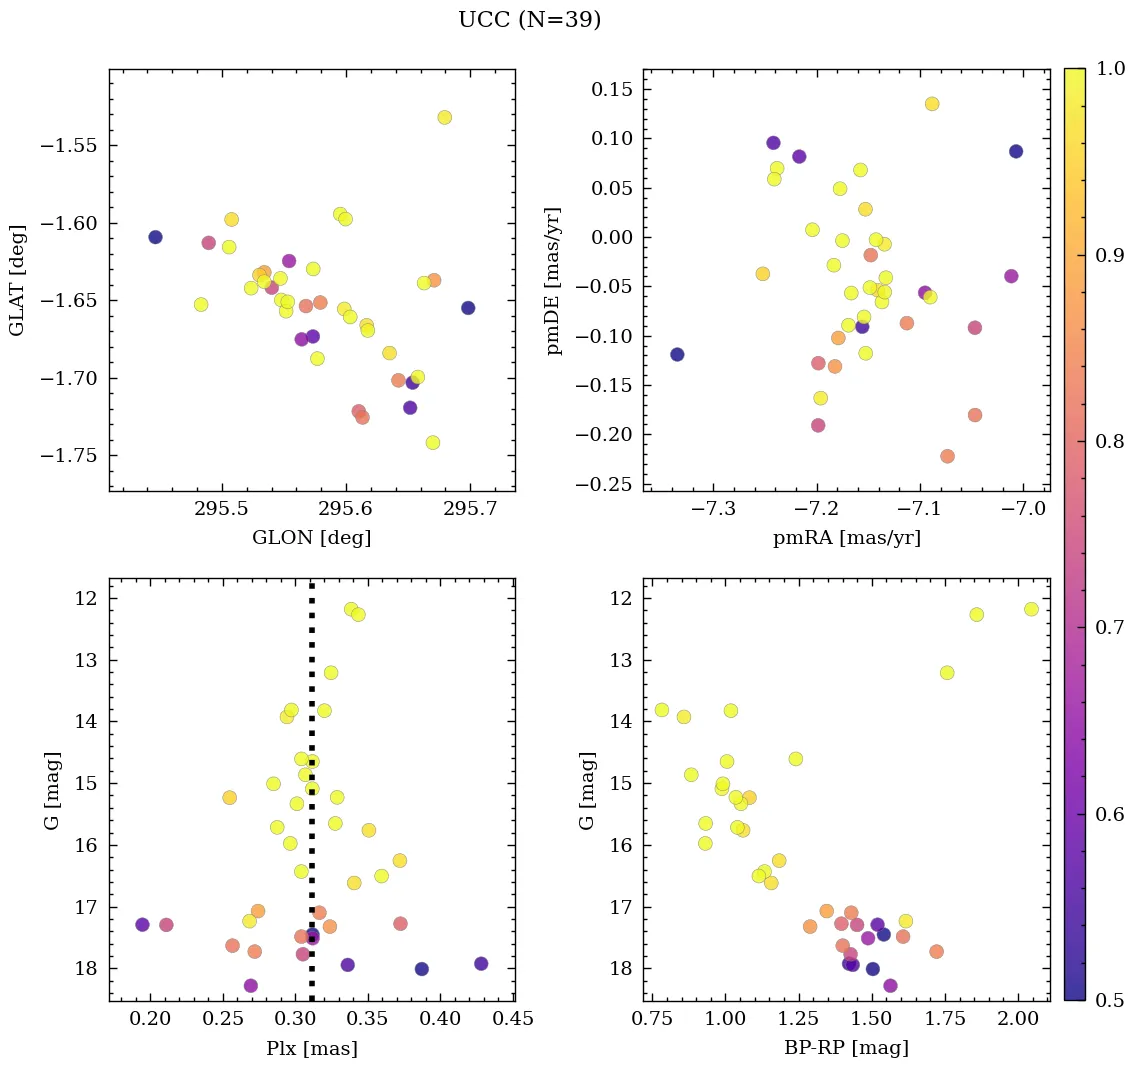 UCC (N=39)
−1.55
−1.60
−1.65
−1.70
−1.75
GLAT [deg]
295.5 295.6 295.7
GLON [deg]
0.15
0.10
0.05
0.00
−0.05
−0.10
−0.15
−0.20
−0.25
pmDE [mas/yr]
−7.3 −7.2 −7.1 −7.0
pmRA [mas/yr]
12
13
14
15
16
17
18
G [mag]
0.20 0.25 0.30 0.35 0.40 0.45
Plx [mas]
12
13
14
15
16
17
18
G [mag]
0.75 1.00 1.25 1.50 1.75 2.00
BP-RP [mag]
1.0
0.9
0.8
0.7
0.6
0.5